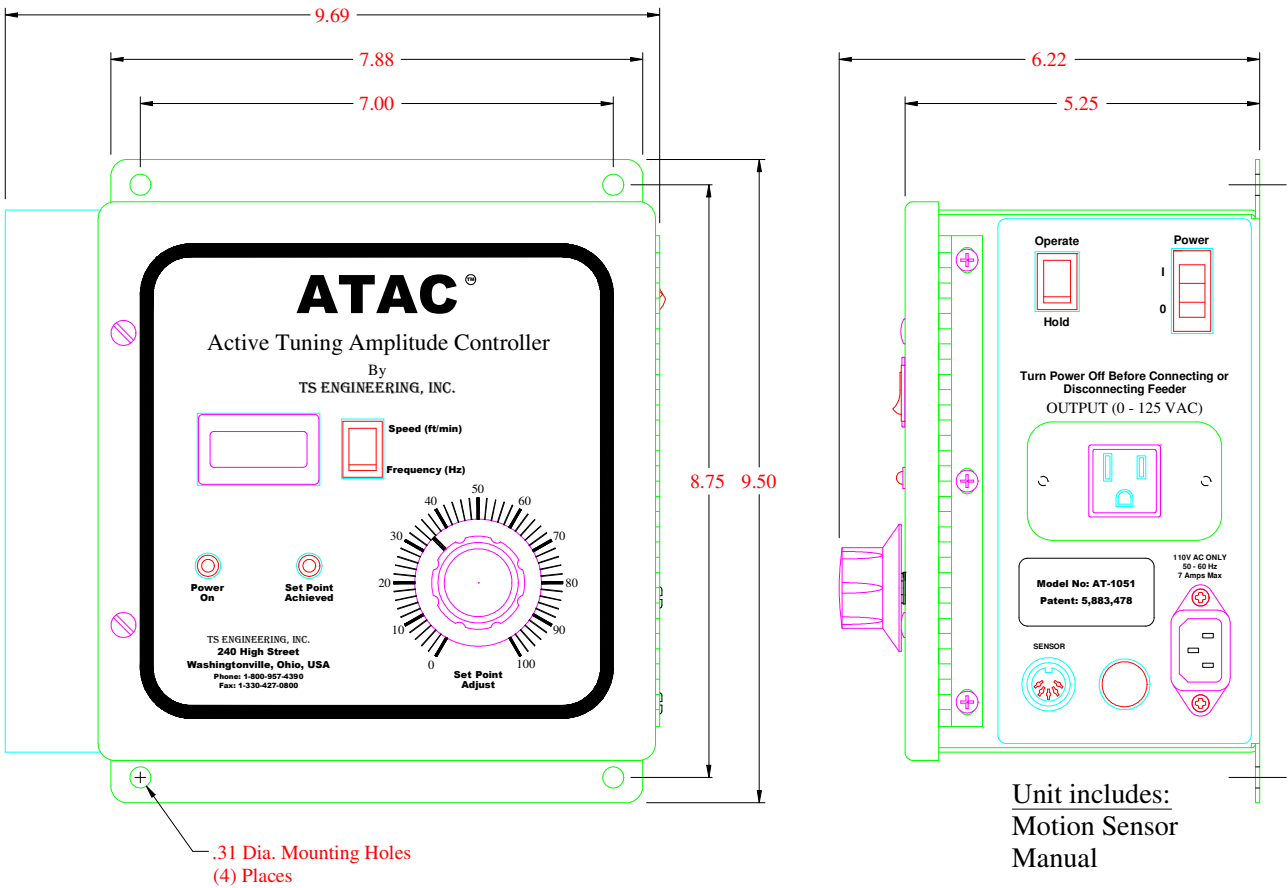 9.69
7.88
7.00
6.22
5.25
ATAC™
Active Tuning Amplitude Controller
By
TS ENGINEERING, INC.
Speed (ft/min)
Frequency (Hz)
0
10
20
30
40
50
60
70
80
90
100
Set Point
Adjust
Power
On
Set Point
Achieved
TS ENGINEERING, INC.
240 High Street
Washingtonville, Ohio, USA
Phone: 1-800-957-4390
Fax: 1-330-427-0800
8.75
9.50
.31 Dia. Mounting Holes
(4) Places
Operate
Hold
Power
I
0
Turn Power Off Before Connecting or
Disconnecting Feeder
OUTPUT (0 - 125 VAC)
110V AC ONLY
50 - 60 Hz
7 Amps Max
Model No: AT-1051
Patent: 5,883,478
SENSOR
Unit includes:
Motion Sensor
Manual